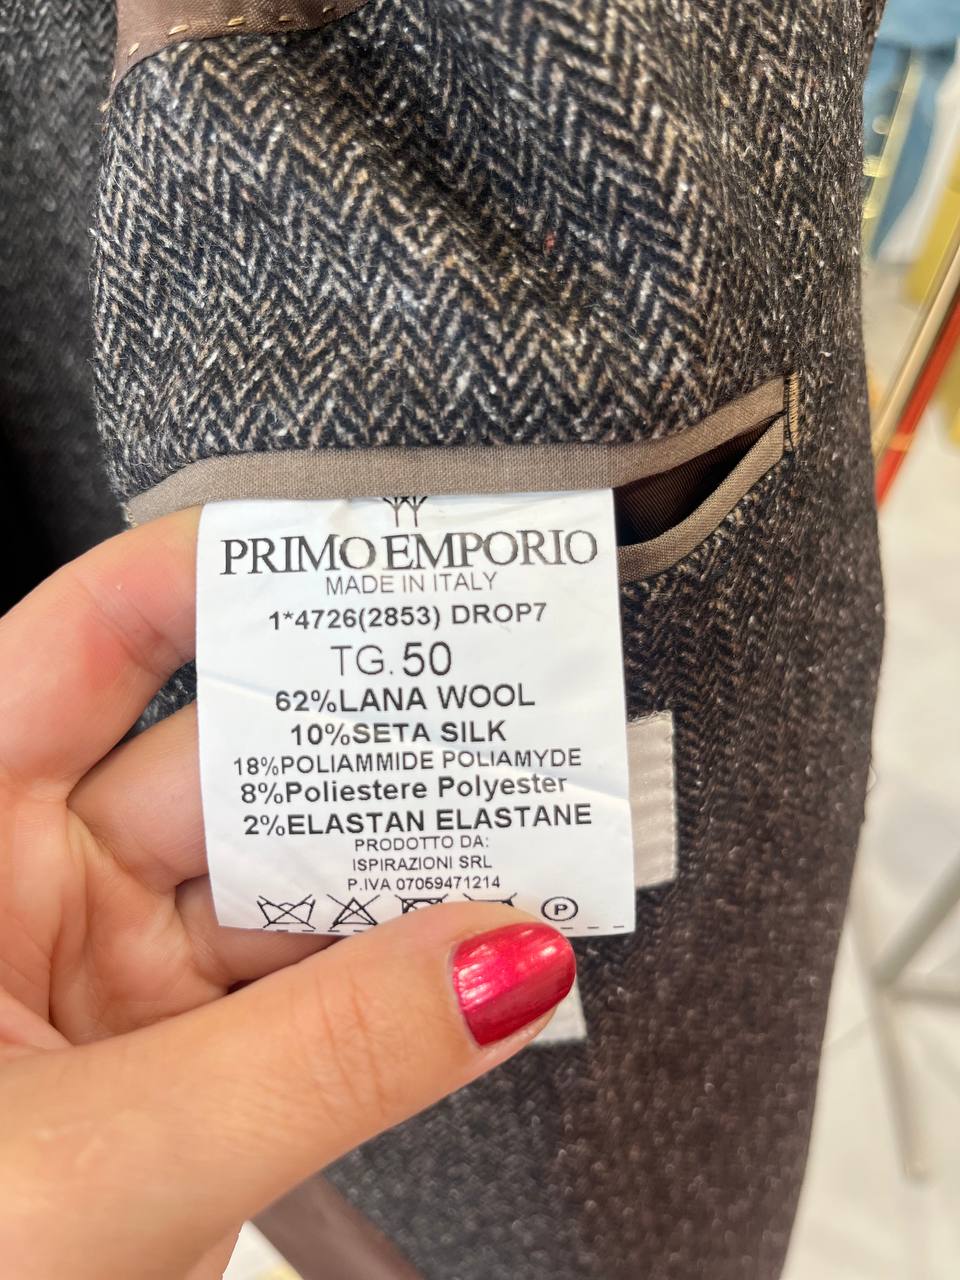 PRIMO EMPORIO
MADE IN ITALY
1*4726(2853) DROP7
TG. 50
62%LANA WOOL
10%SETA SILK
18%POLIAMMIDE POLIAMYDE
8%Poliestere Polyester
2%ELASTAN ELASTANE
PRODOTTO DA:
ISPIRAZIONI SRL
P.IVA 07059471214
P